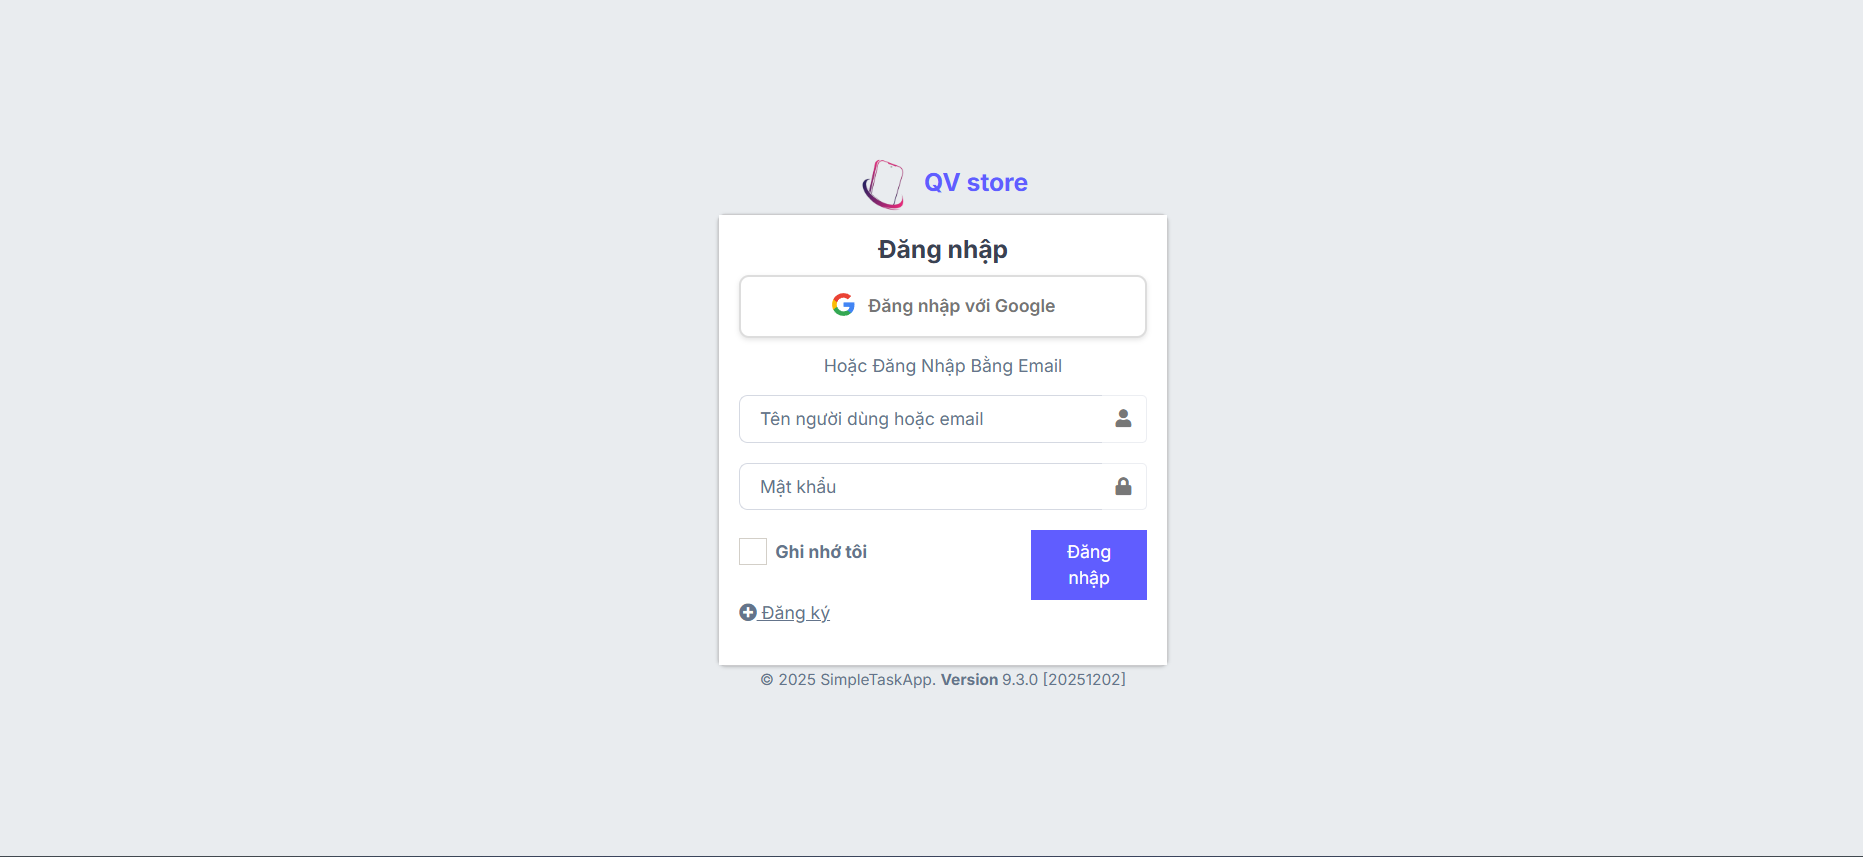 QV store
Đăng nhập
Đăng nhập với Google
Hoặc Đăng Nhập Bằng Email
Tên người dùng hoặc email
Mật khẩu
Ghi nhớ tôi
Đăng
nhập
Đăng ký
© 2025 SimpleTaskApp. Version 9.3.0 [20251202]